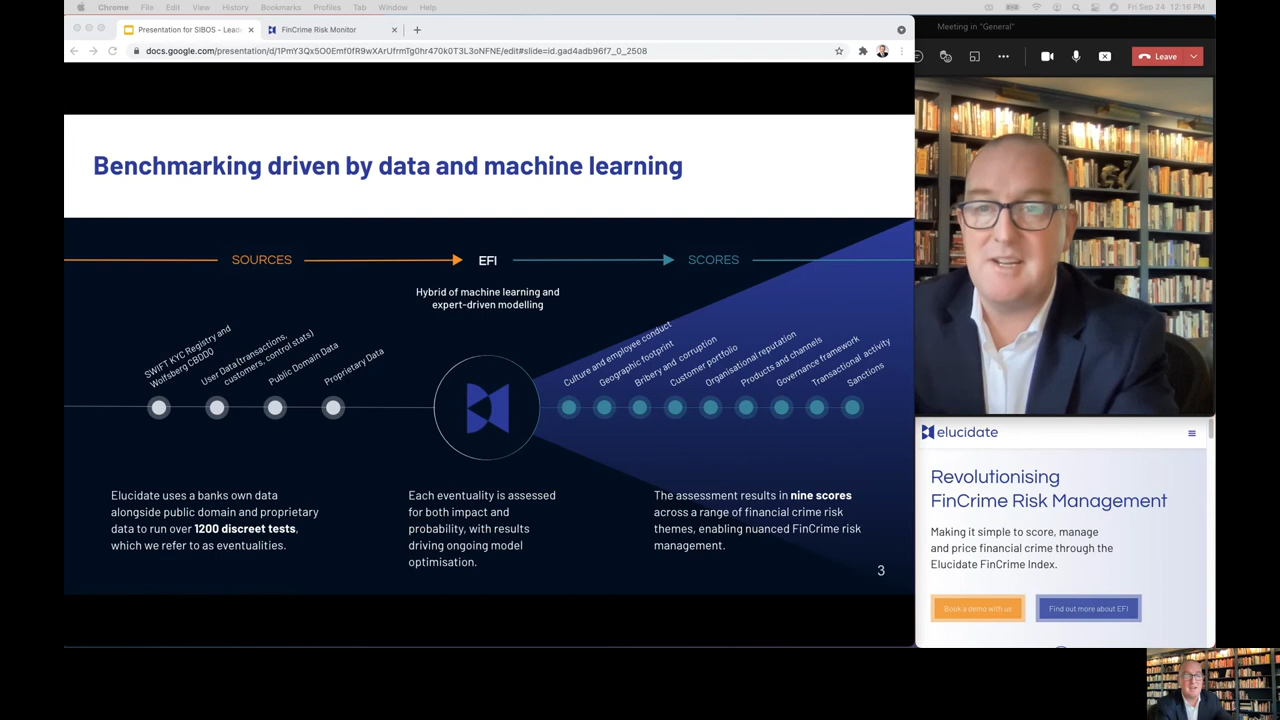 Chrome File Edit View History Bookmarks Profiles Tab Window Help
Fri Sep 24 12:16 PM
Presentation for SIBOS - Lead
FinCrime Risk Monitor
docs.google.com/presentation/d/1PmY3Qx5O0Emf0fR9wXArUfrmTg0hr470k0T3L3oNFNE/edit#slide=id.gad4adb96f7_0_2508
Meeting in "General"
Leave
Benchmarking driven by data and machine learning
SOURCES
EFI
SCORES
Hybrid of machine learning and
expert-driven modelling
SWIFT KYC Registry and
Wolfsberg CBDDQ
User Data (transactions,
customers, control stats)
Public Domain Data
Proprietary Data
Culture and employee conduct
Geographic footprint
Bribery and corruption
Customer portfolio
Organisational reputation
Products and channels
Governance framework
Transactional activity
Sanctions
Elucidate uses a banks own data
alongside public domain and proprietary
data to run over 1200 discreet tests,
which we refer to as eventualities.
Each eventuality is assessed
for both impact and
probability, with results
driving ongoing model
optimisation.
The assessment results in nine scores
across a range of financial crime risk
themes, enabling nuanced FinCrime risk
management.
3
elucidate
Revolutionising
FinCrime Risk Management
Making it simple to score, manage
and price financial crime through the
Elucidate FinCrime Index.
Book a demo with us
Find out more about EFI